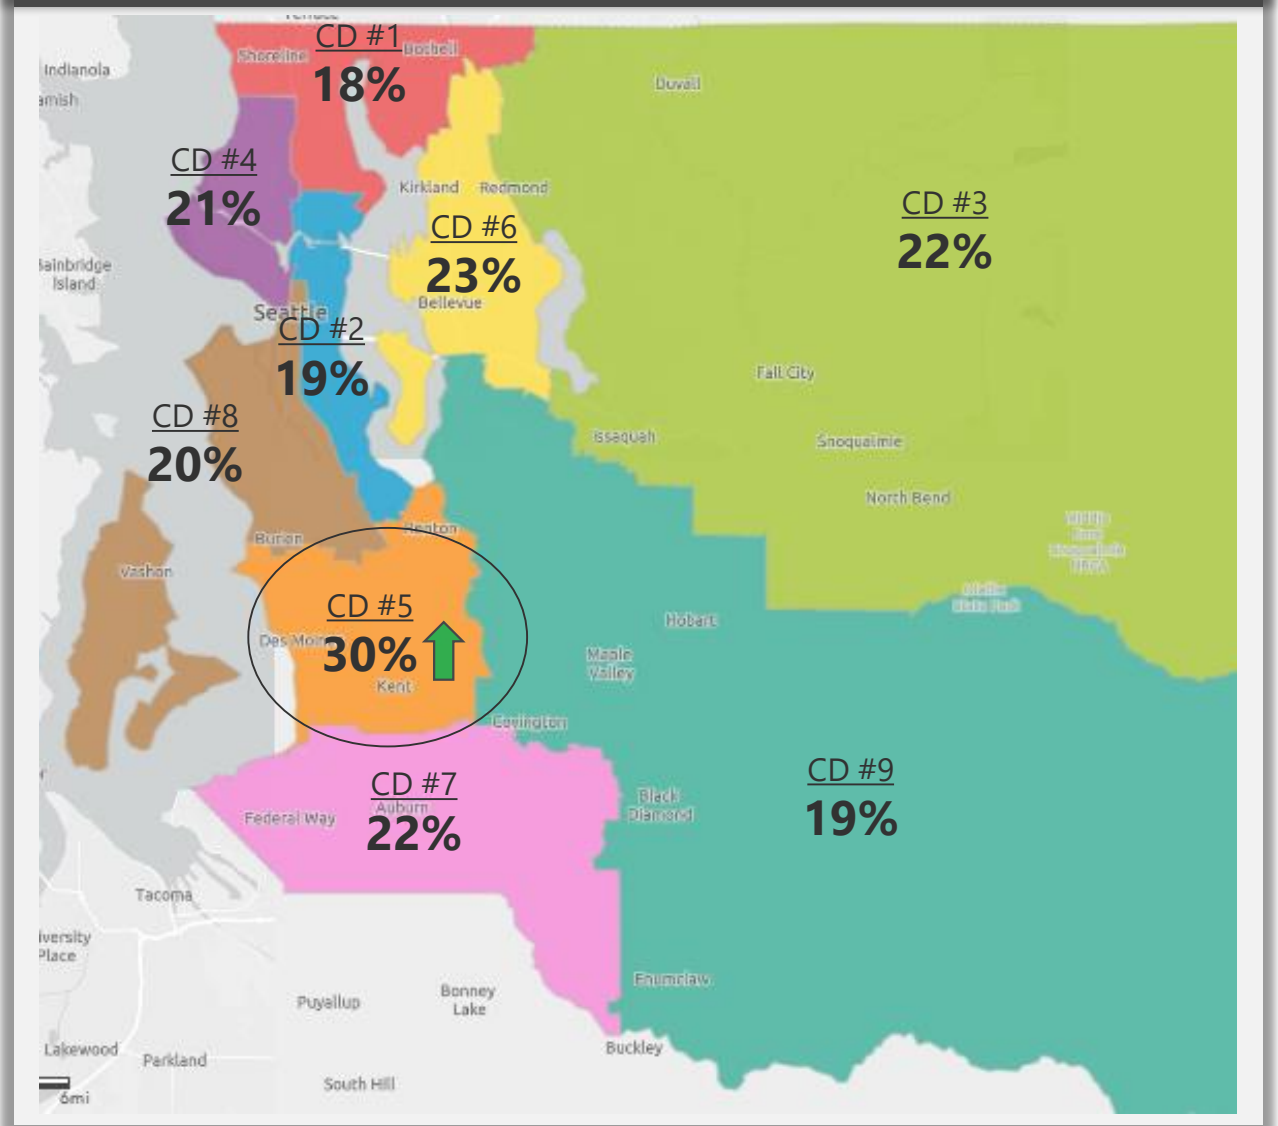 CD #1
Shoreline
Bothell
18%
Indianola
amish
Duvall
CD #4
21%
Kirkland
Redmond
CD #3
22%
CD #6
23%
Bainbridge
Island
Bellevue
Seattle
CD #2
19%
Fall City
CD #8
20%
Issaquah
Snoqualmie
North Bend
Renton
Burien
Vashon
CD #5
30%
Des Moin
Kent
Hobart
Maple
Valley
Covington
CD #7
Auburn
22%
Federal Way
CD #9
19%
Black
Diamond
Tacoma
iversity
Place
Enumclaw
Puyallup
Bonney
Lake
Lakewood
Parkland
Buckley
South Hill
6mi